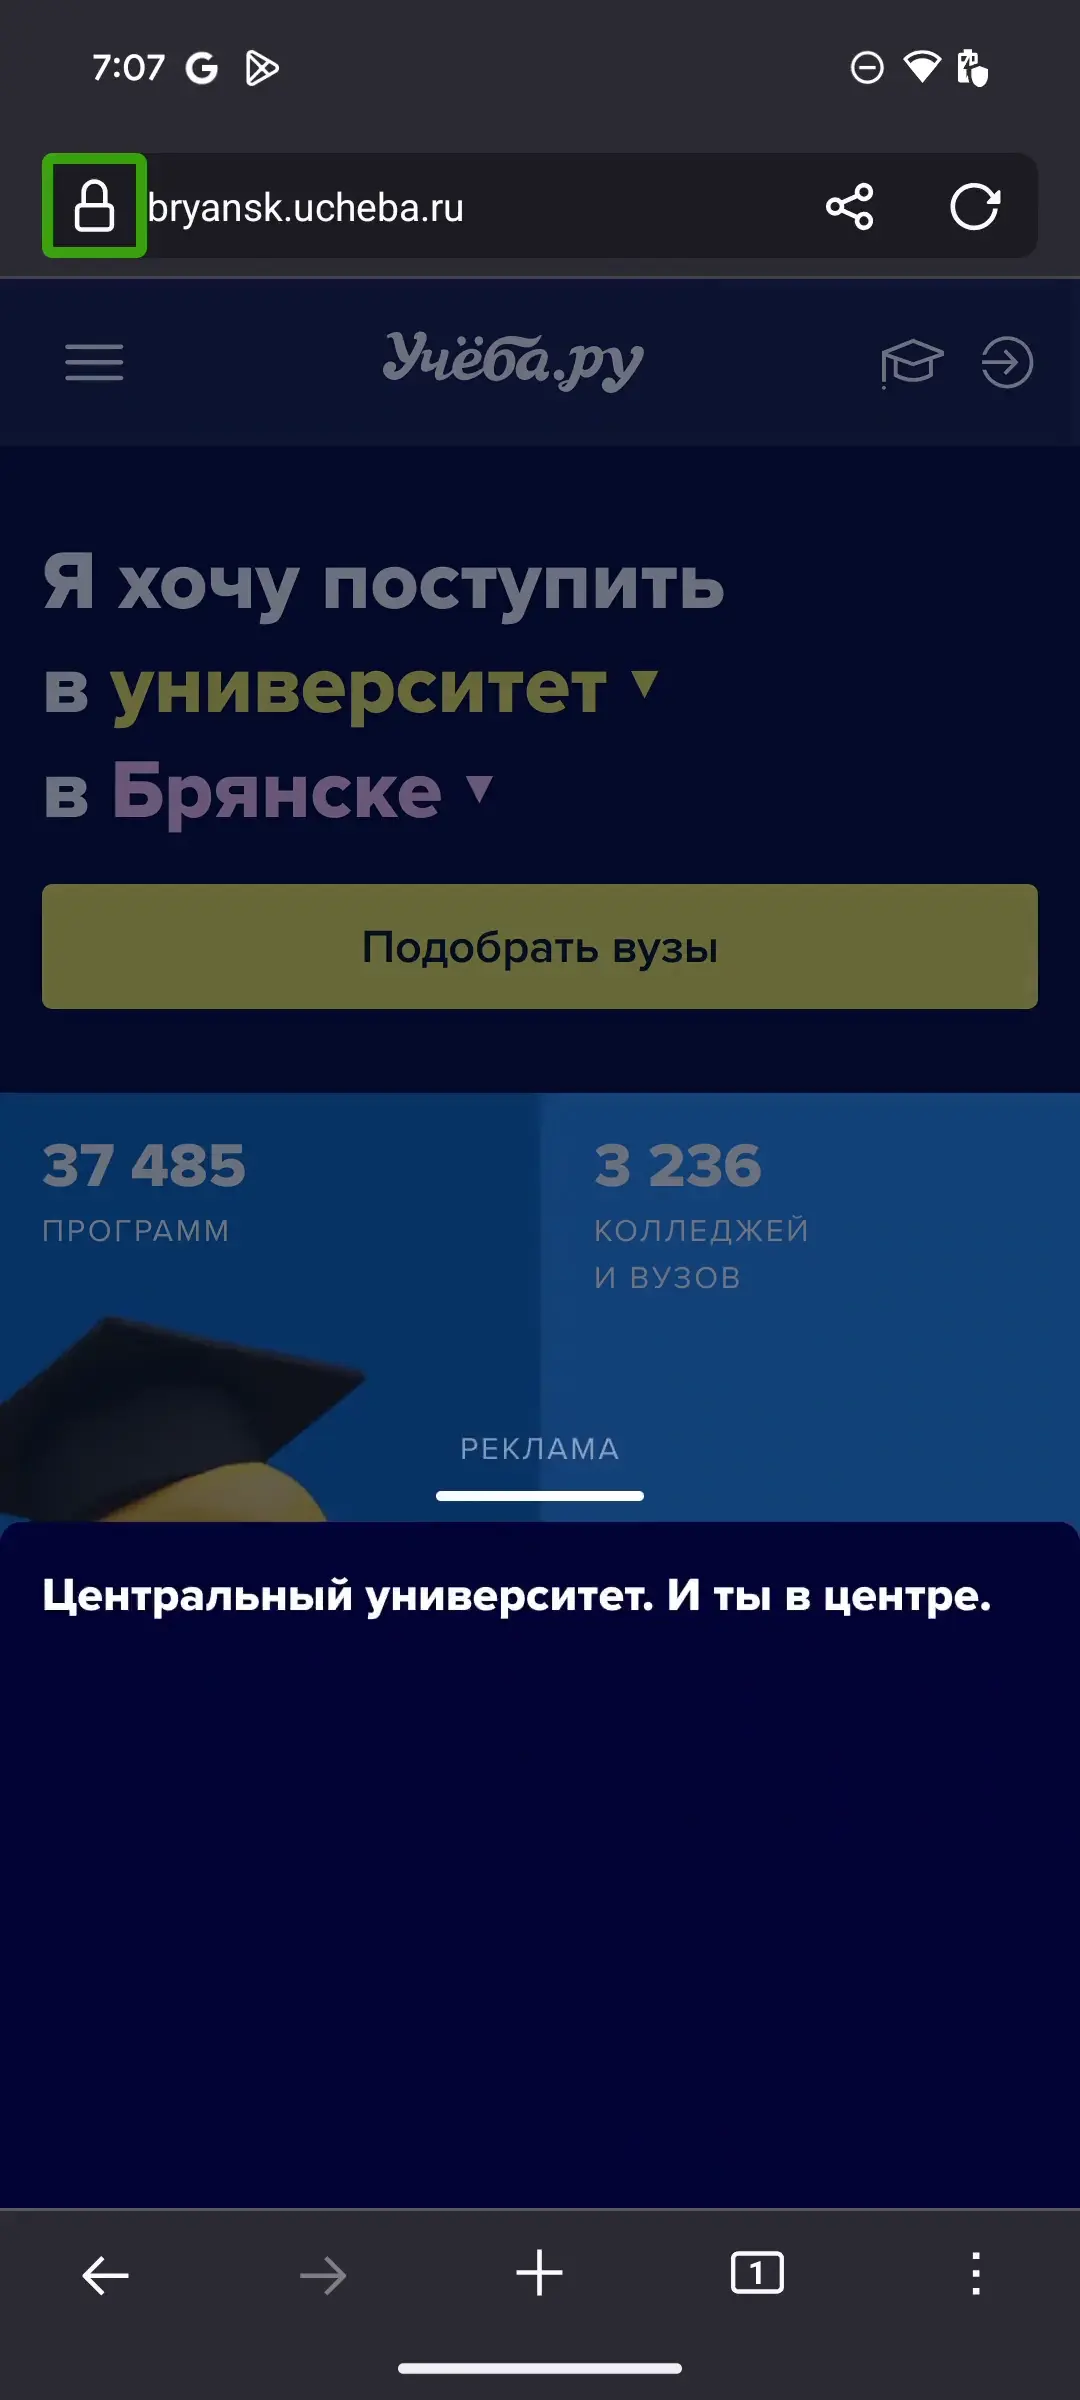 7:07
bryansk.ucheba.ru
Учёба.ру
Я хочу поступить
в университет
в Брянске
Подобрать вузы
37 485
ПРОГРАММ
3 236
КОЛЛЕДЖЕЙ
И ВУЗОВ
РЕКЛАМА
Центральный университет. И ты в центре.
1